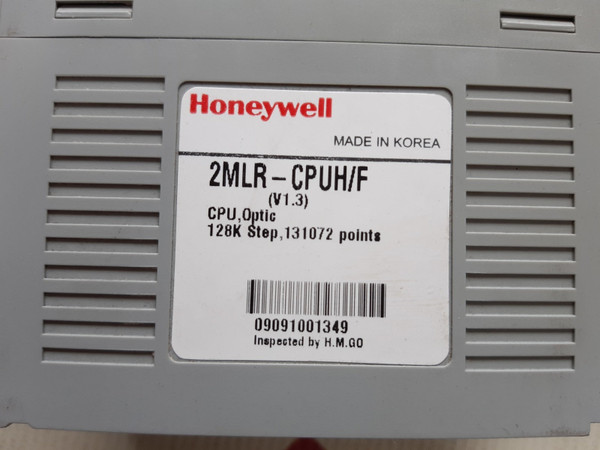 Honeywell
MADE IN KOREA
2MLR-CPUH/F
(V1.3)
CPU,Optic
128K Step,131072 points
09091001349
Inspected by H.M.GO